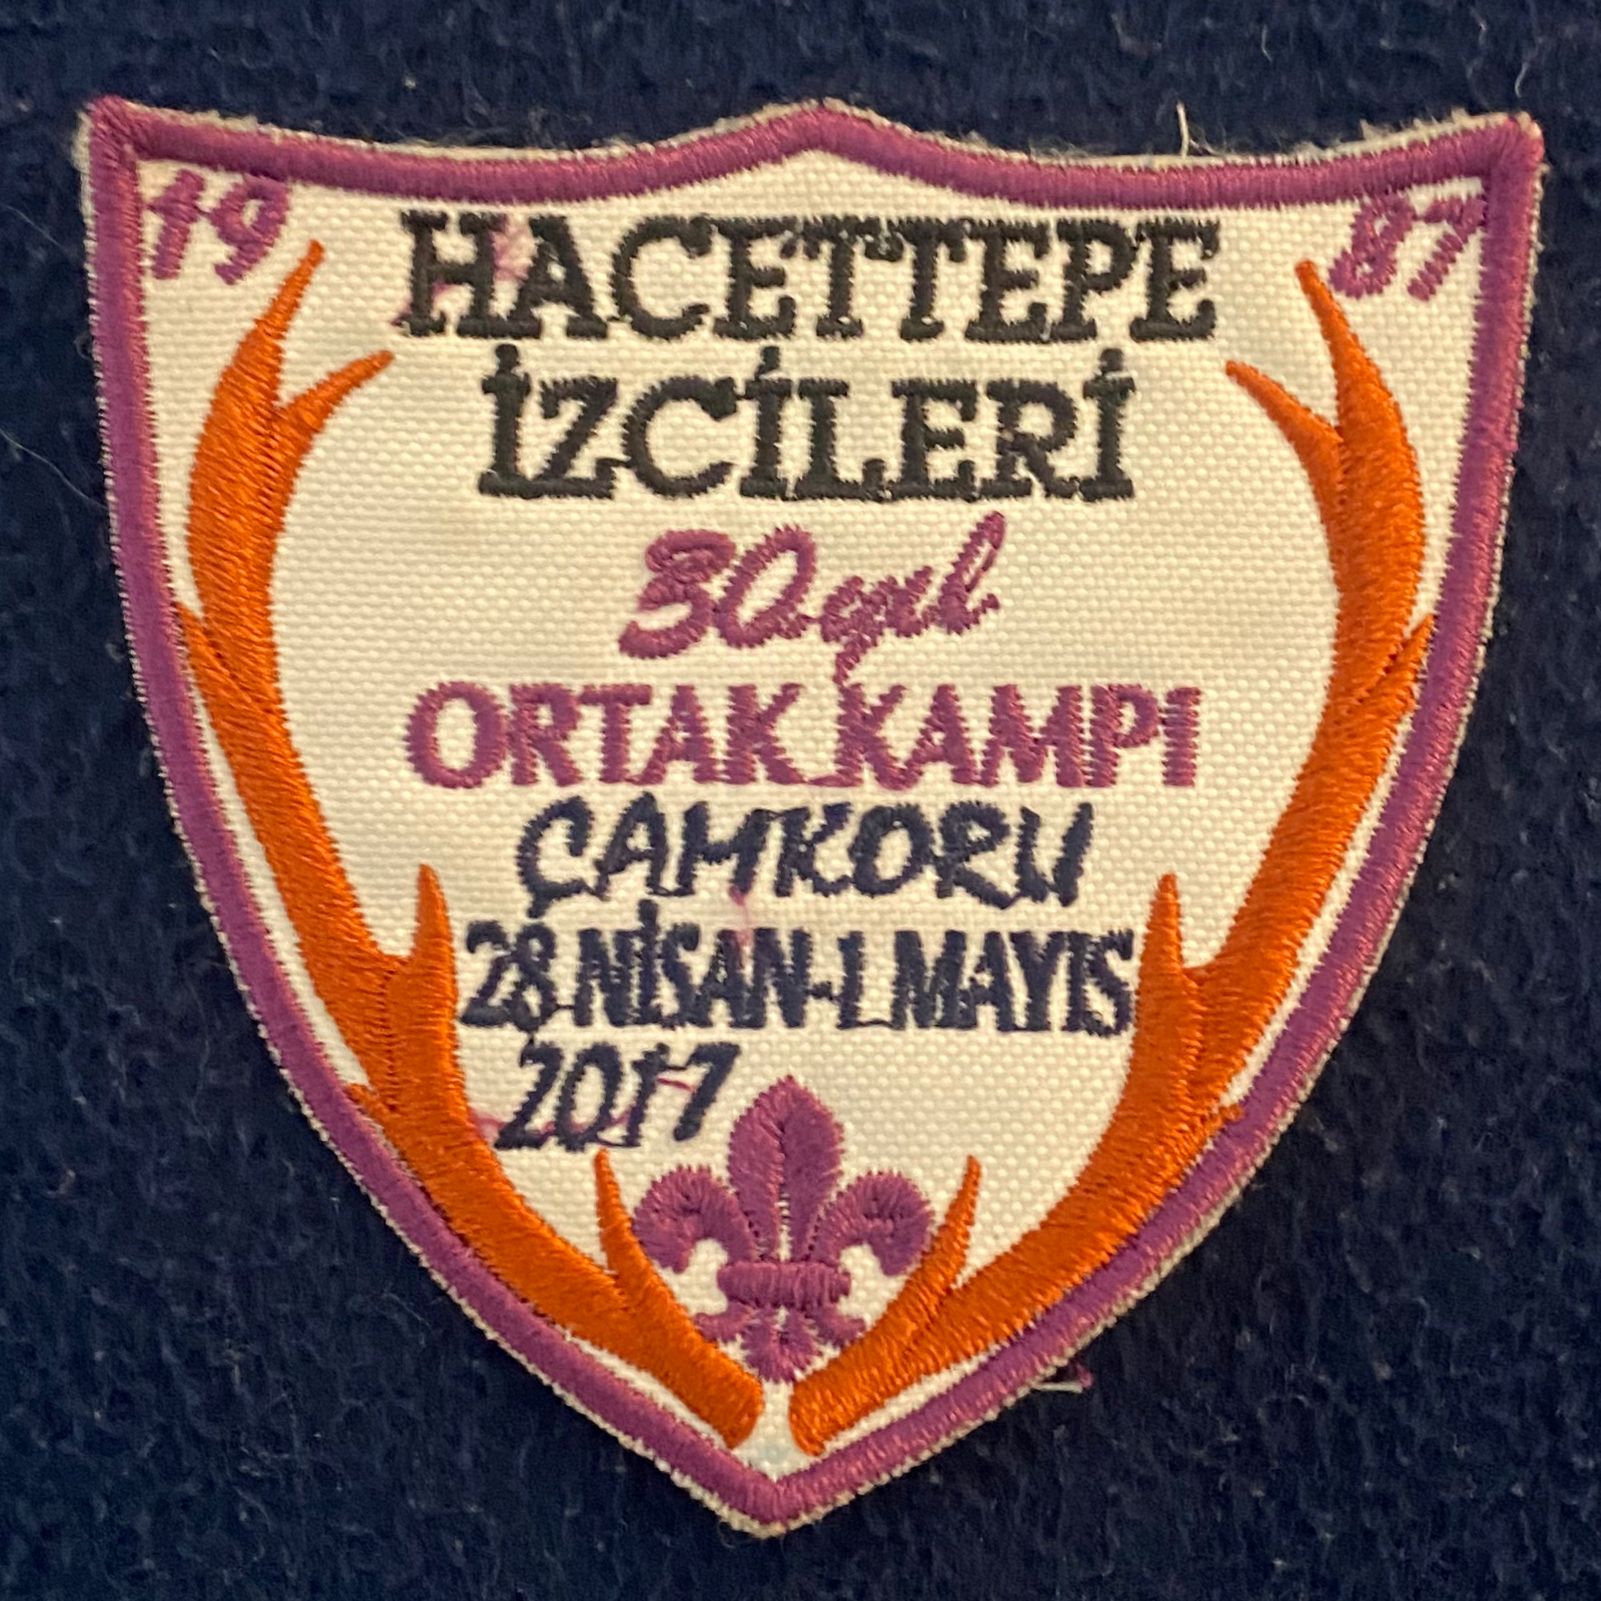 19 87
HACETTEPE
İZCİLERİ
30.yıl
ORTAK KAMPI
ÇAMKORU
28 NİSAN-1 MAYIS
2017